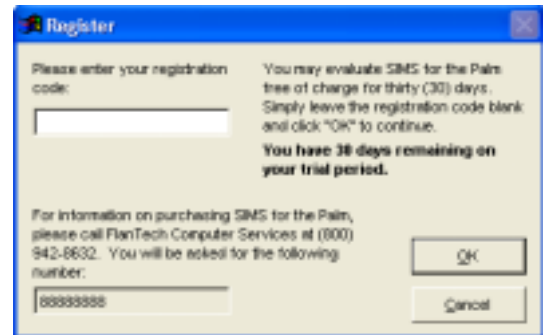 Register
Please enter your registration
code:
You may evaluate SIMS for the Palm
free of charge for thirty (30) days.
Simply leave the registration code blank
and click "OK" to continue.
You have 30 days remaining on
your trial period.
For information on purchasing SIMS for the Palm,
please call FlanTech Computer Services at (800)
942-8632. You will be asked for the following
number:
88888888
OK
Cancel